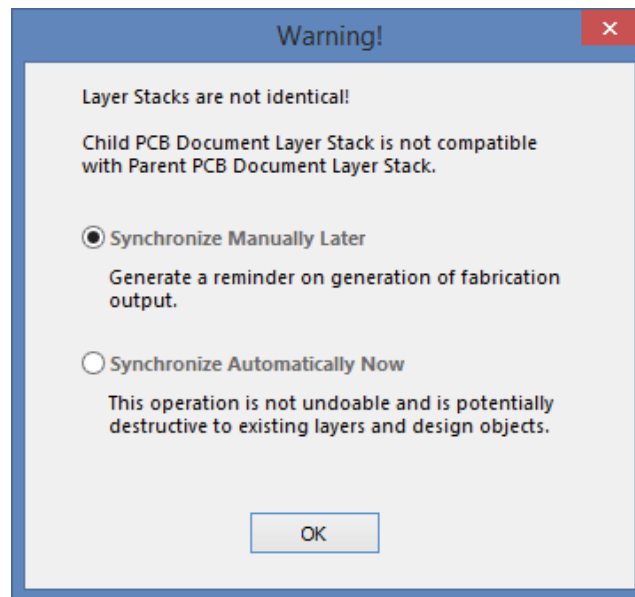 Warning!
Layer Stacks are not identical!
Child PCB Document Layer Stack is not compatible
with Parent PCB Document Layer Stack.
Synchronize Manually Later
Generate a reminder on generation of fabrication
output.
Synchronize Automatically Now
This operation is not undoable and is potentially
destructive to existing layers and design objects.
OK